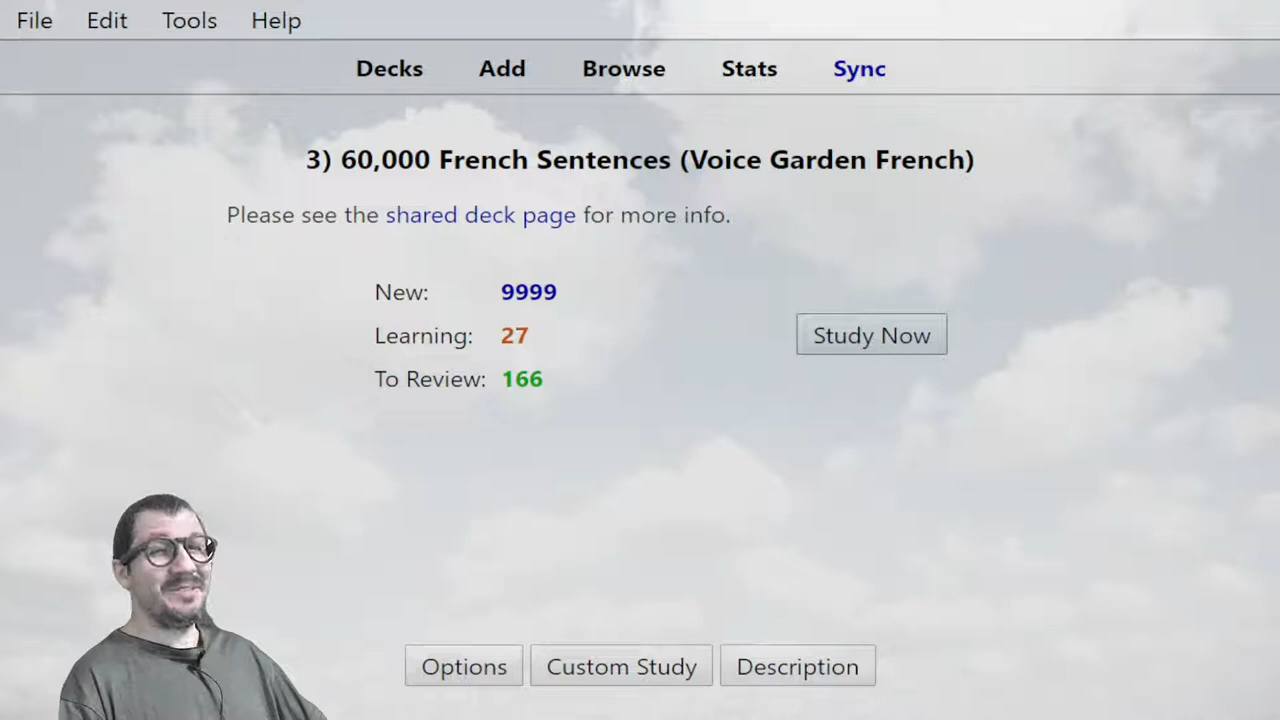 File Edit Tools Help
Decks Add Browse Stats Sync
3) 60,000 French Sentences (Voice Garden French)
Please see the shared deck page for more info.
New: 9999
Learning: 27
Study Now
To Review: 166
Options Custom Study Description